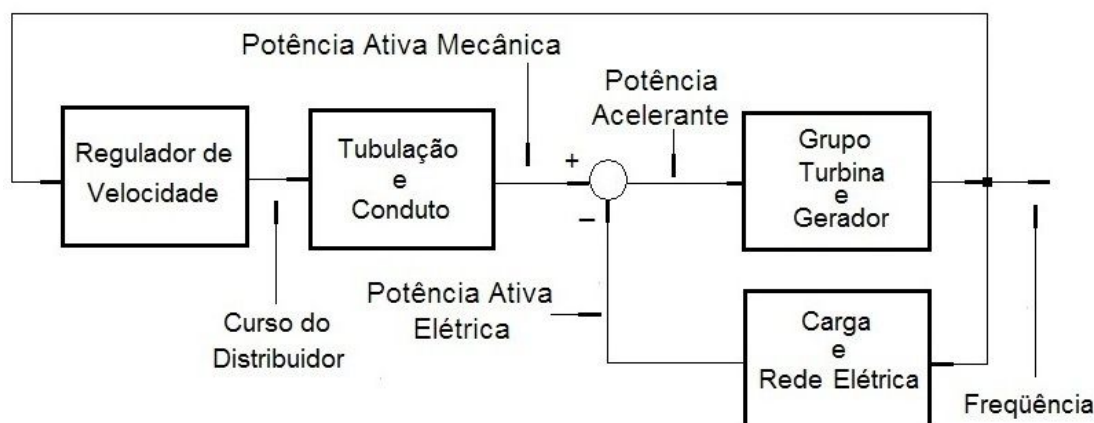 Potência Ativa Mecânica
Potência
Acelerante
Regulador de
Velocidade
Tubulação
e
Conduto
+
−
Grupo
Turbina
e
Gerador
Curso do
Distribuidor
Potência Ativa
Elétrica
Carga
e
Rede Elétrica
Freqüência